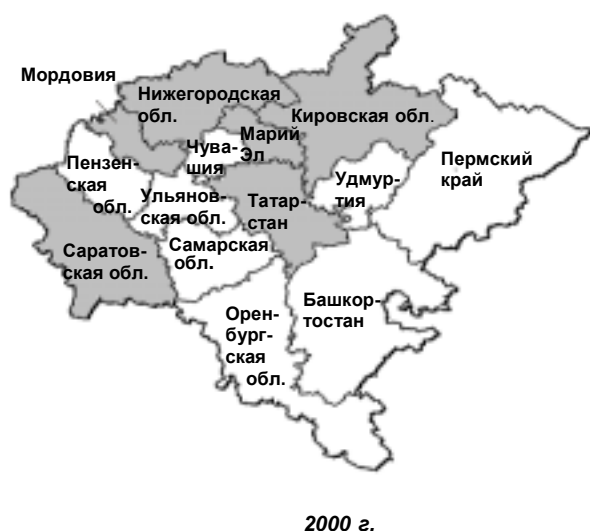 Мордовия
Нижегородская
обл.
Кировская обл.
Марий
Эл
Чува-
шия
Пермский
край
Пензен-
ская
обл.
Удмур-
тия
Ульяновс-
ская обл.
Татар-
стан
Самарская
обл.
Саратов-
ская обл.
Башкор-
тостан
Орен-
бург-
ская
обл.
2000 г.